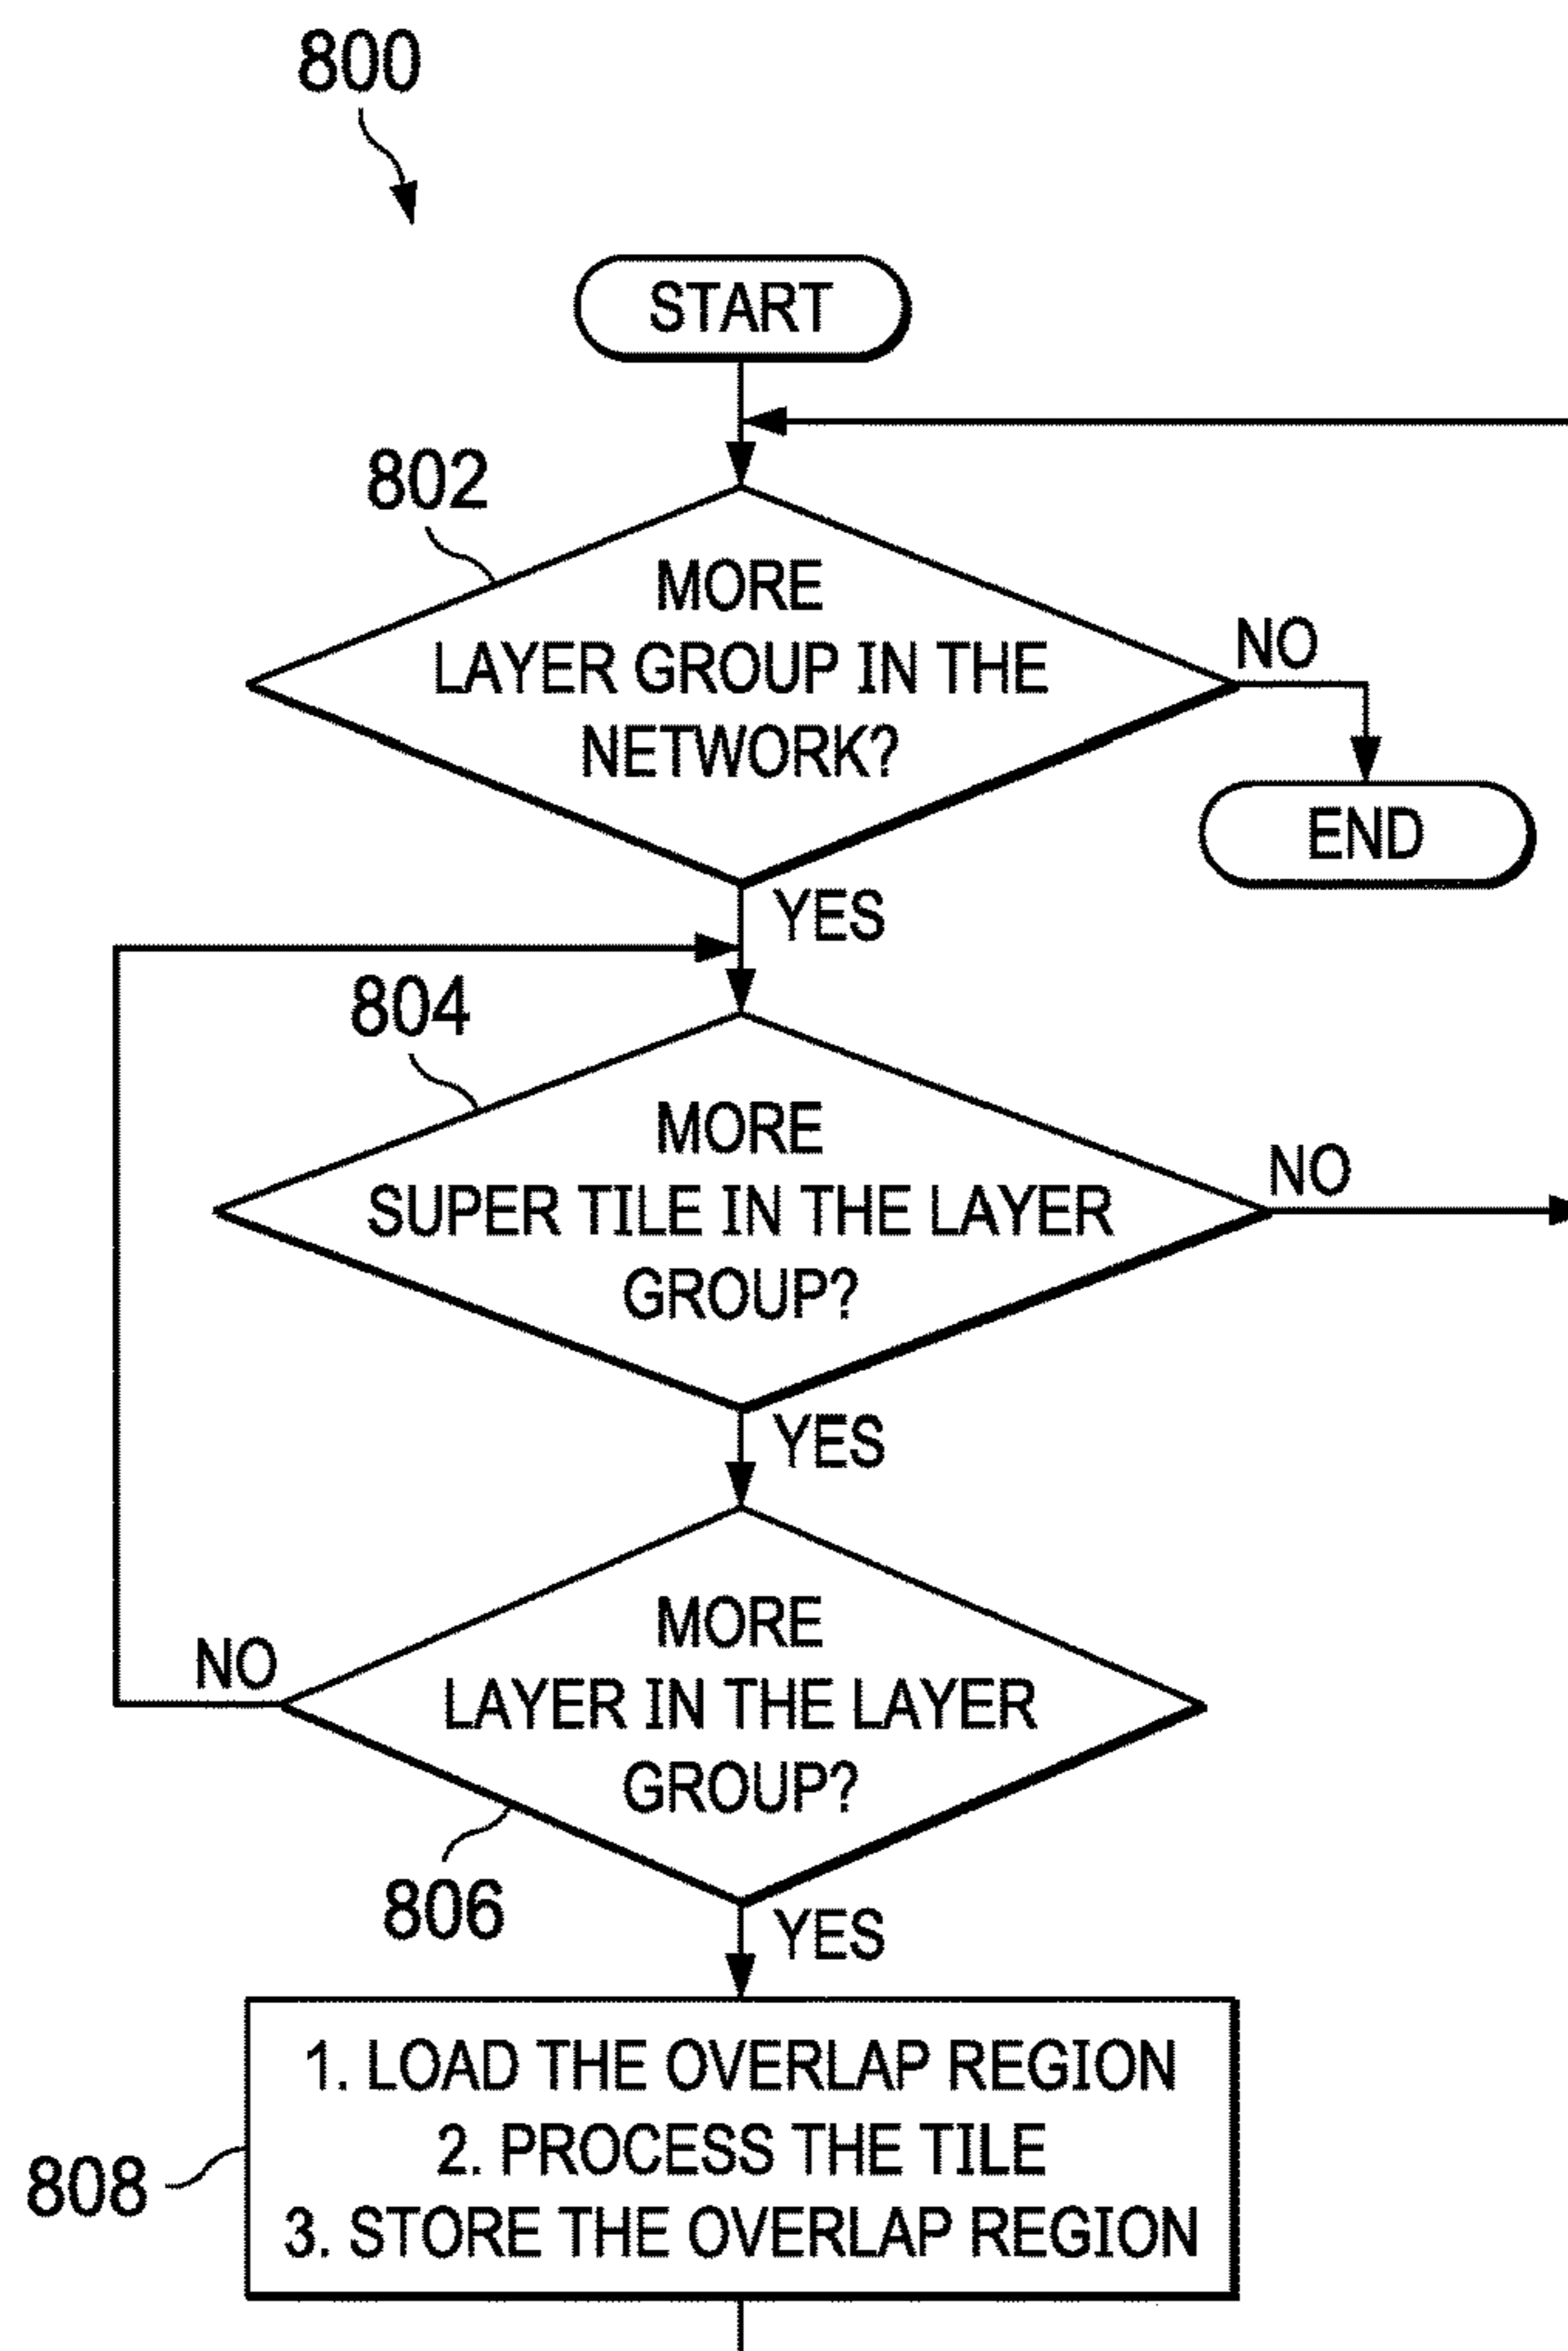 800
START
802
MORE
LAYER GROUP IN THE
NETWORK?
NO
END
YES
804
MORE
SUPER TILE IN THE LAYER
GROUP?
NO
YES
MORE
LAYER IN THE LAYER
GROUP?
NO
806
YES
1. LOAD THE OVERLAP REGION
2. PROCESS THE TILE
3. STORE THE OVERLAP REGION
808